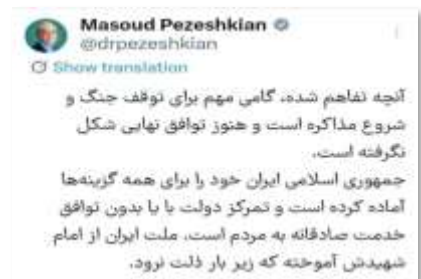 Masoud Pezeshkian
@drpezeshkian
Show translation
آنچه تفاهم شده، گامی مهم برای توقف جنگ و
شروع مذاکره است و هنوز توافق نهایی شکل
نگرفته است.
جمهوری اسلامی ایران خود را برای همه گزینه‌ها
آماده کرده است و تمرکز دولت با یا بدون توافق
خدمت صادقانه به مردم است. ملت ایران از امام
شهیدش آموخته که زیر بار ذلت نرود.